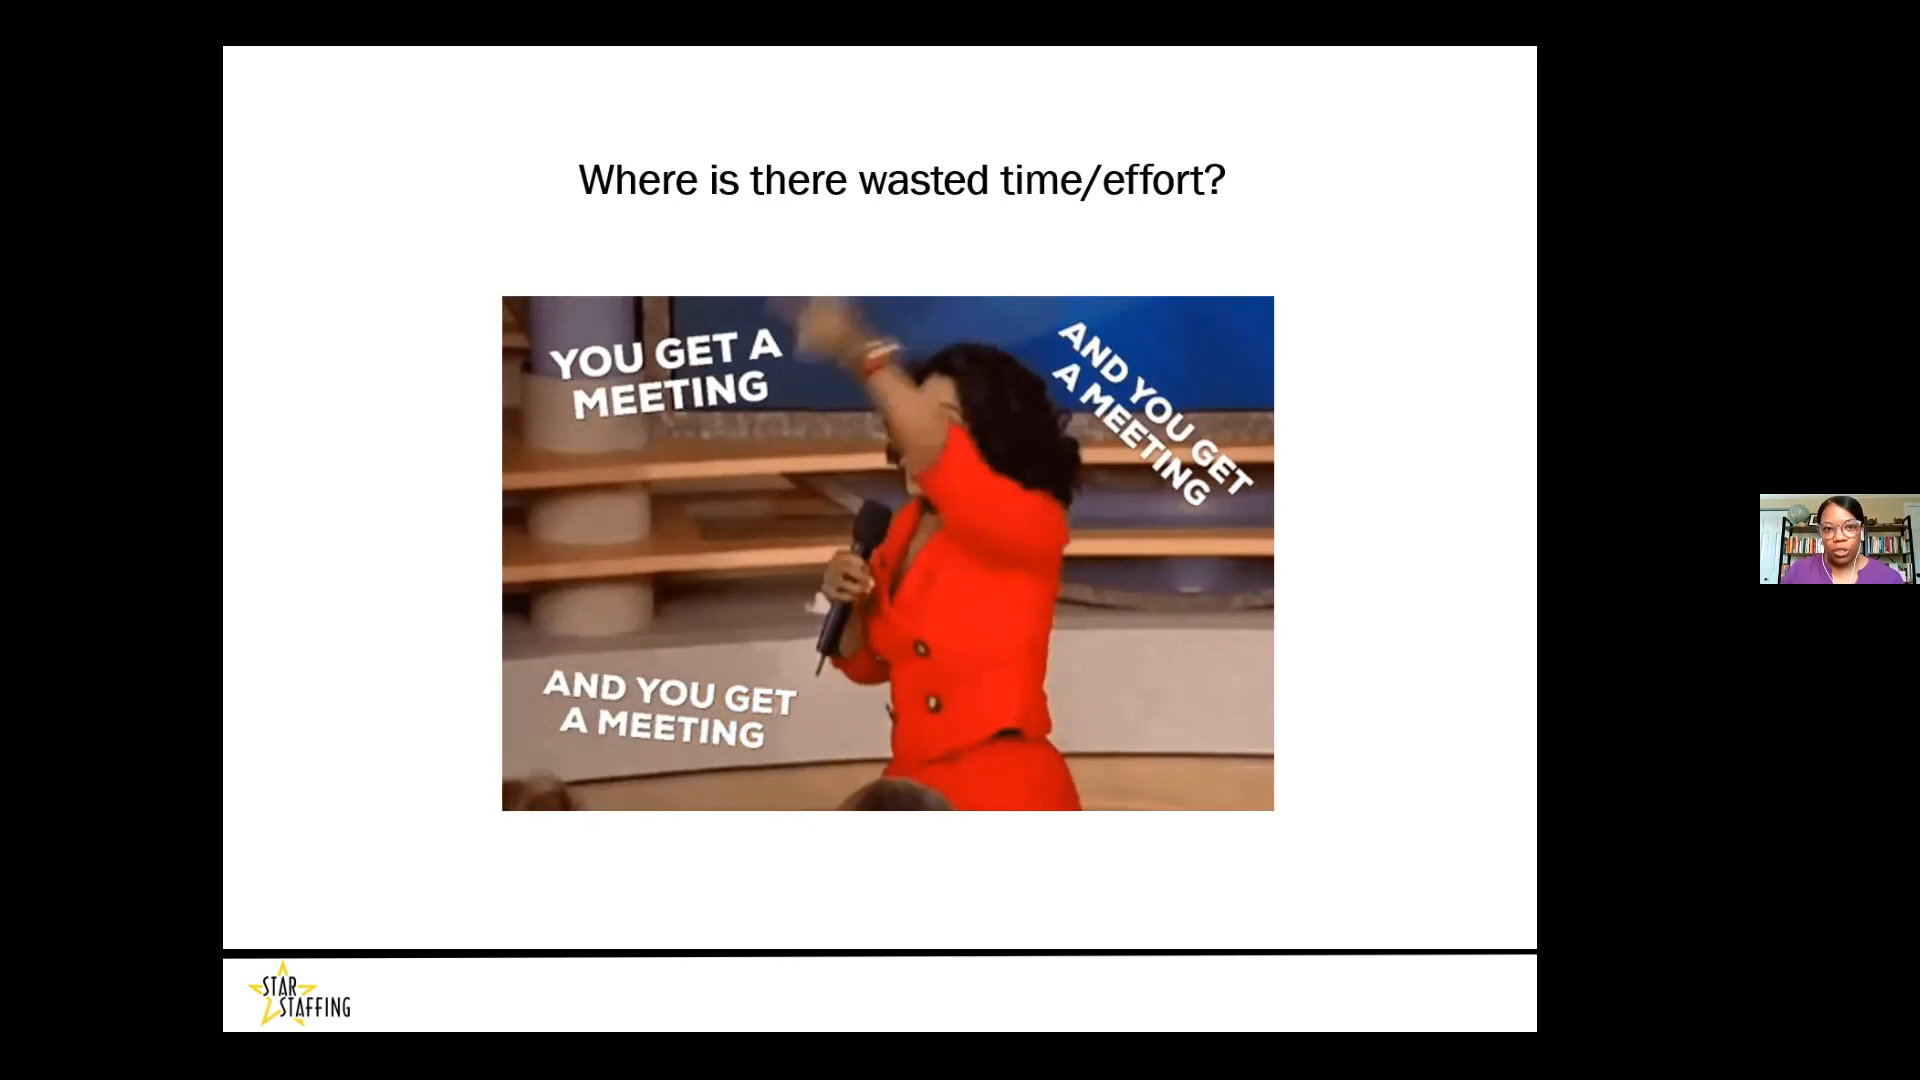 Where is there wasted time/effort?
YOU GET A
MEETING
AND YOU GET
A MEETING
AND YOU GET
A MEETING
STAR
STAFFING